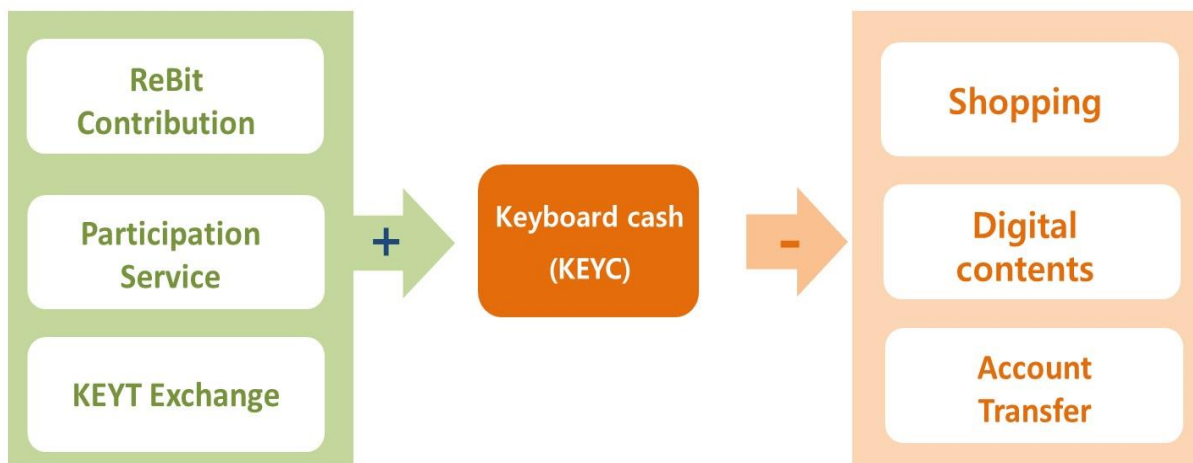 ReBit
Contribution
Participation
Service
KEYT Exchange
+
Keyboard cash
(KEYC)
-
Shopping
Digital
contents
Account
Transfer